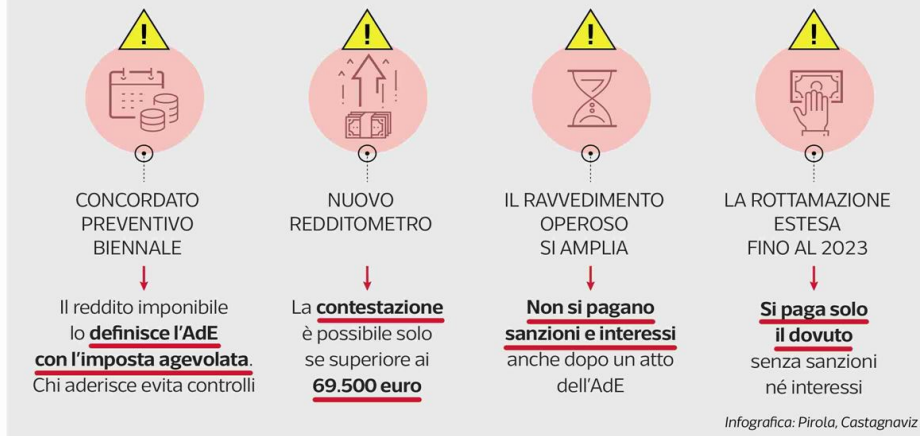 CONCORDATO
PREVENTIVO
BIENNALE
Il reddito imponibile
lo definisce l'AdE
con l'imposta agevolata.
Chi aderisce evita controlli
NUOVO
REDDITOMETRO
La contestazione
è possibile solo
se superiore ai
69.500 euro
IL RAVVEDIMENTO
OPEROSO
SI AMPLIA
Non si pagano
sanzioni e interessi
anche dopo un atto
dell'AdE
LA ROTTAMAZIONE
ESTESA
FINO AL 2023
Si paga solo
il dovuto
senza sanzioni
né interessi
Infografica: Pirola, Castagnaviz